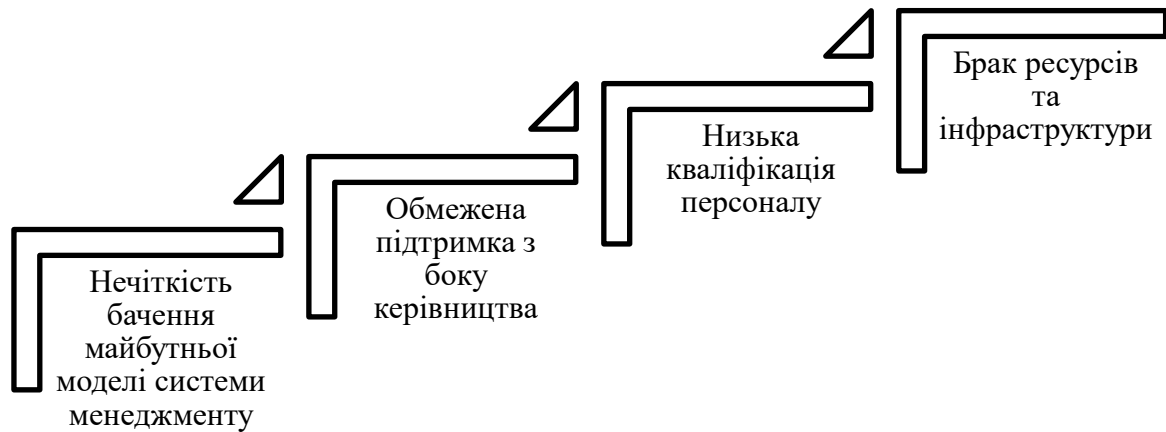 Нечіткість
бачення
майбутньої
моделі системи
менеджменту
Обмежена
підтримка з
боку
керівництва
Низька
кваліфікація
персоналу
Брак ресурсів
та
інфраструктури